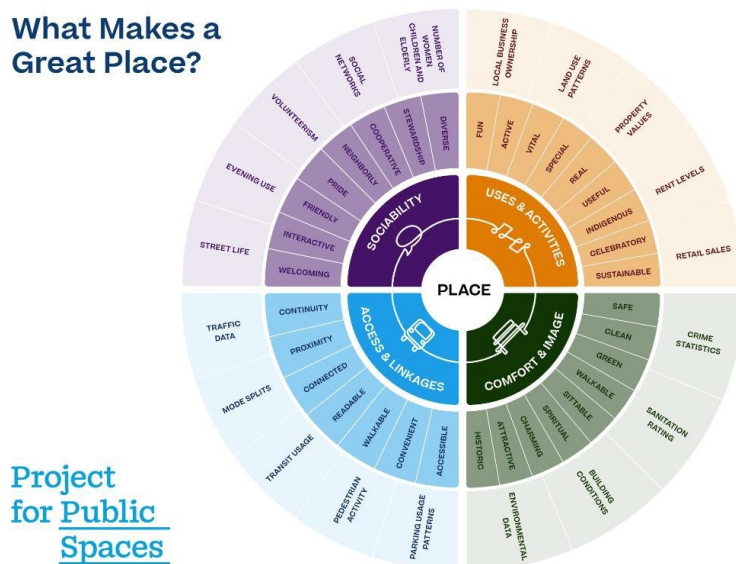 What Makes a
Great Place?
PLACE
SOCIABILITY
USES & ACTIVITIES
ACCESS & LINKAGES
COMFORT & IMAGE
DIVERSE
STEWARDSHIP
COOPERATIVE
NEIGHBORLY
PRIDE
FRIENDLY
INTERACTIVE
WELCOMING
NUMBER OF
WOMEN
CHILDREN AND
ELDERLY
SOCIAL
NETWORKS
VOLUNTEERISM
EVENING USE
STREET LIFE
FUN
ACTIVE
VITAL
SPECIAL
REAL
USEFUL
INDIGENOUS
CELEBRATORY
SUSTAINABLE
LOCAL BUSINESS
OWNERSHIP
LAND USE
PATTERNS
PROPERTY
VALUES
RENT LEVELS
RETAIL SALES
CONTINUITY
PROXIMITY
CONNECTED
READABLE
WALKABLE
CONVENIENT
ACCESSIBLE
TRAFFIC
DATA
MODE SPLITS
TRANSIT USAGE
PEDESTRIAN
ACTIVITY
PARKING USAGE
PATTERNS
SAFE
CLEAN
GREEN
WALKABLE
SITTABLE
SPIRITUAL
CHARMING
ATTRACTIVE
HISTORIC
CRIME
STATISTICS
SANITATION
RATING
BUILDING
CONDITIONS
ENVIRONMENTAL
DATA
Project
for Public
Spaces